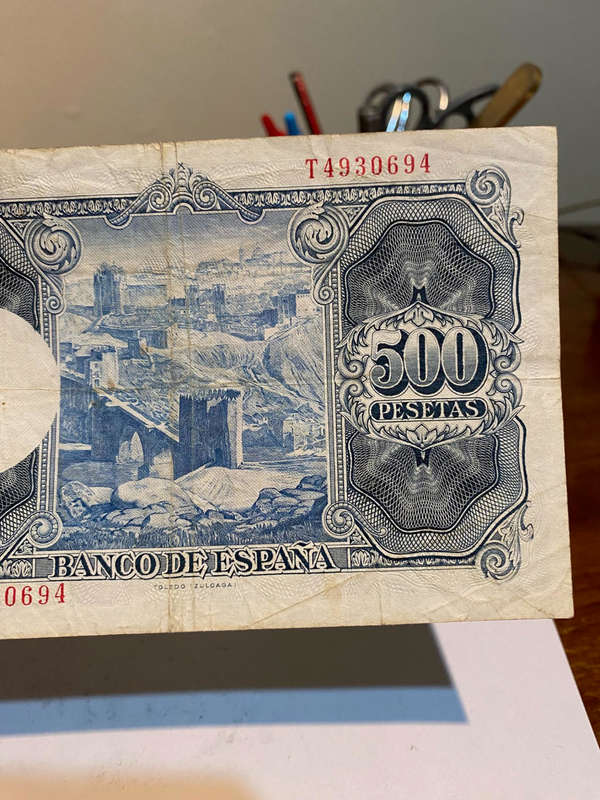 T4930694
500
PESETAS
BANCO DE ESPAÑA
TOLEDO (ZULOAGA)
0694